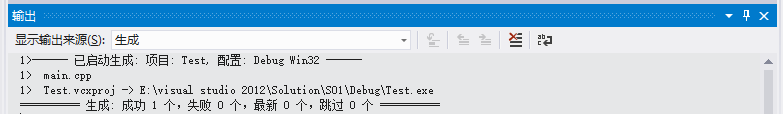 输出
显示输出来源(S): 生成
1>------ 已启动生成: 项目: Test, 配置: Debug Win32 ------
1>  main.cpp
1>  Test.vcxproj -> E:\visual studio 2012\Solution\S01\Debug\Test.exe
========== 生成: 成功 1 个，失败 0 个，最新 0 个，跳过 0 个 ==========